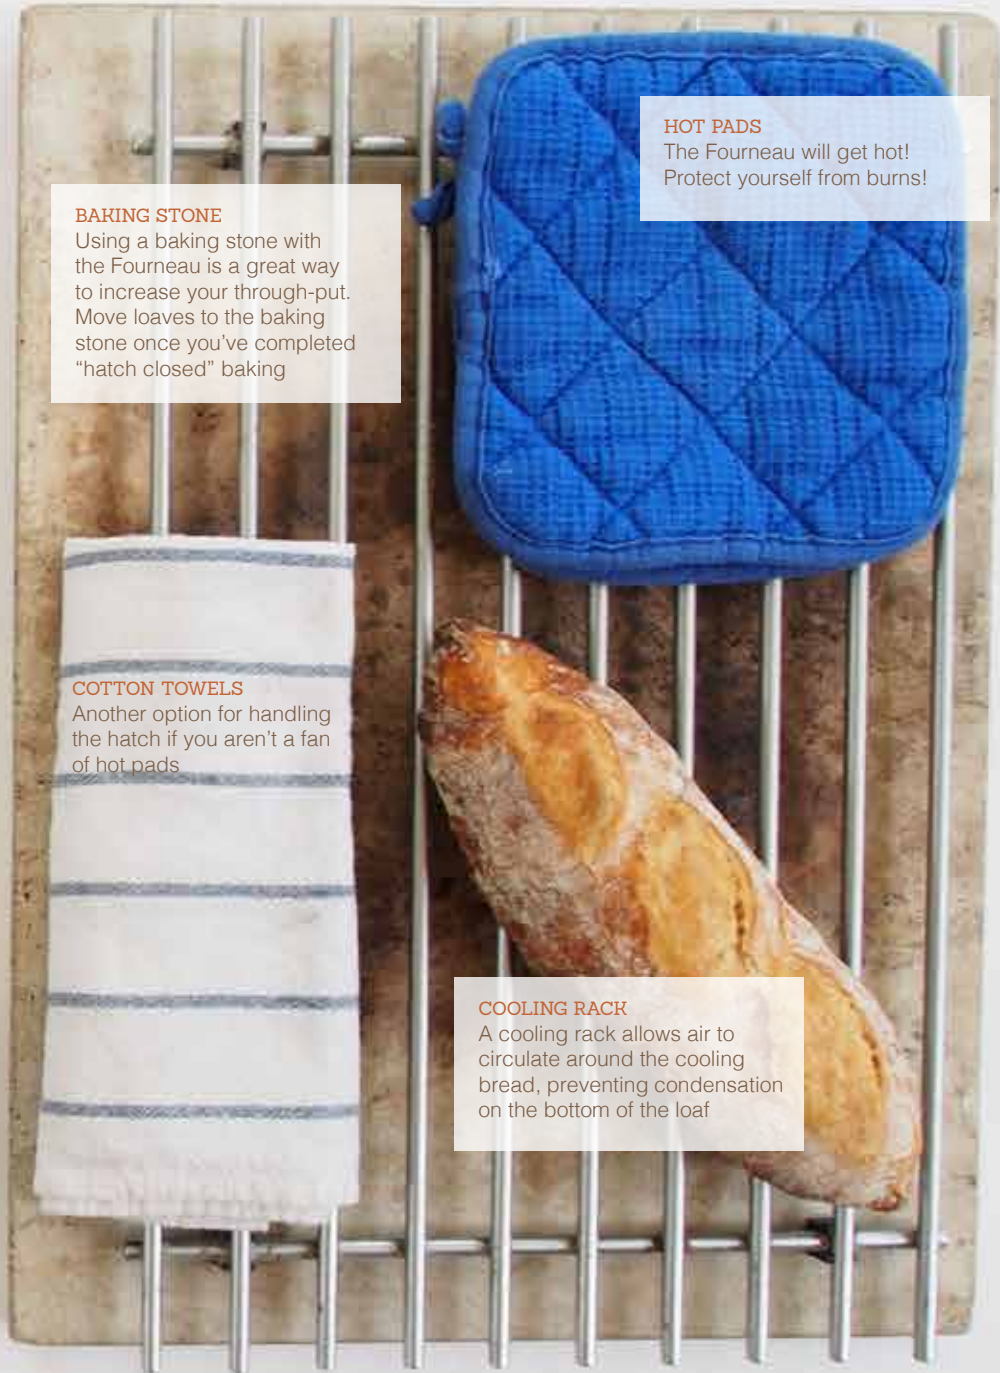 HOT PADS
The Fourneau will get hot!
Protect yourself from burns!
BAKING STONE
Using a baking stone with
the Fourneau is a great way
to increase your through-put.
Move loaves to the baking
stone once you’ve completed
“hatch closed” baking
COTTON TOWELS
Another option for handling
the hatch if you aren’t a fan
of hot pads
COOLING RACK
A cooling rack allows air to
circulate around the cooling
bread, preventing condensation
on the bottom of the loaf